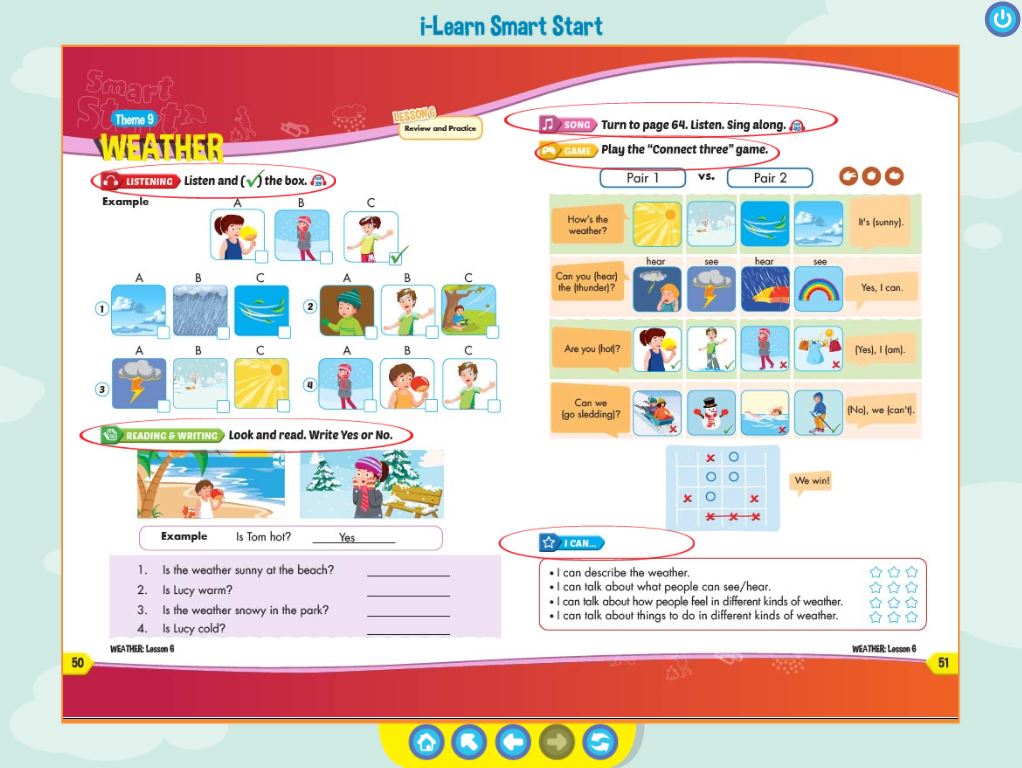 i-Learn Smart Start
Smart
Start
Theme 9
WEATHER
LESSON 6
Review and Practice
LISTENING Listen and (✓) the box.
Example
A B C
A B C
1
A B C
2
A B C
3
A B C
4
READING & WRITING Look and read. Write Yes or No.
Example Is Tom hot? Yes
1. Is the weather sunny at the beach? ____________
2. Is Lucy warm? ____________
3. Is the weather snowy in the park? ____________
4. Is Lucy cold? ____________
WEATHER: Lesson 6
50
SONG Turn to page 64. Listen. Sing along.
GAME Play the “Connect three” game.
Pair 1 vs. Pair 2
How's the
weather?
It's (sunny).
hear see hear see
Can you (hear)
the (thunder)?
Yes, I can.
Are you (hot)?
(Yes), I (am).
Can we
(go sledding)?
(No), we (can't).
We win!
I CAN...
• I can describe the weather.
• I can talk about what people can see/hear.
• I can talk about how people feel in different kinds of weather.
• I can talk about things to do in different kinds of weather.
WEATHER: Lesson 6
51